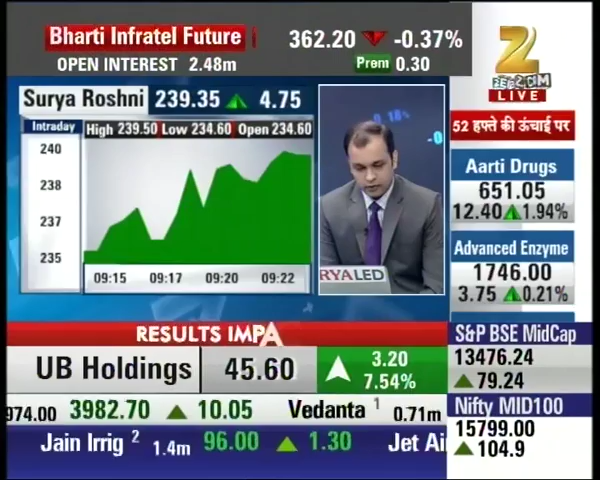 Bharti Infratel Future
362.20 -0.37%
OPEN INTEREST 2.48m
Prem 0.30
LIVE
Surya Roshni 239.35 4.75
Intraday High 239.50 Low 234.60 Open 234.60
240
238
237
235
09:15 09:17 09:20 09:22
RYALED
52 हफ्ते की ऊंचाई पर
Aarti Drugs
651.05
12.40 1.94%
Advanced Enzyme
1746.00
3.75 0.21%
RESULTS IMPA
UB Holdings 45.60 3.20
7.54%
S&P BSE MidCap
13476.24
79.24
974.00 3982.70 10.05 Vedanta 1 0.71m
Nifty MID100
15799.00
104.9
Jain Irrig 2 1.4m 96.00 1.30 Jet Ai